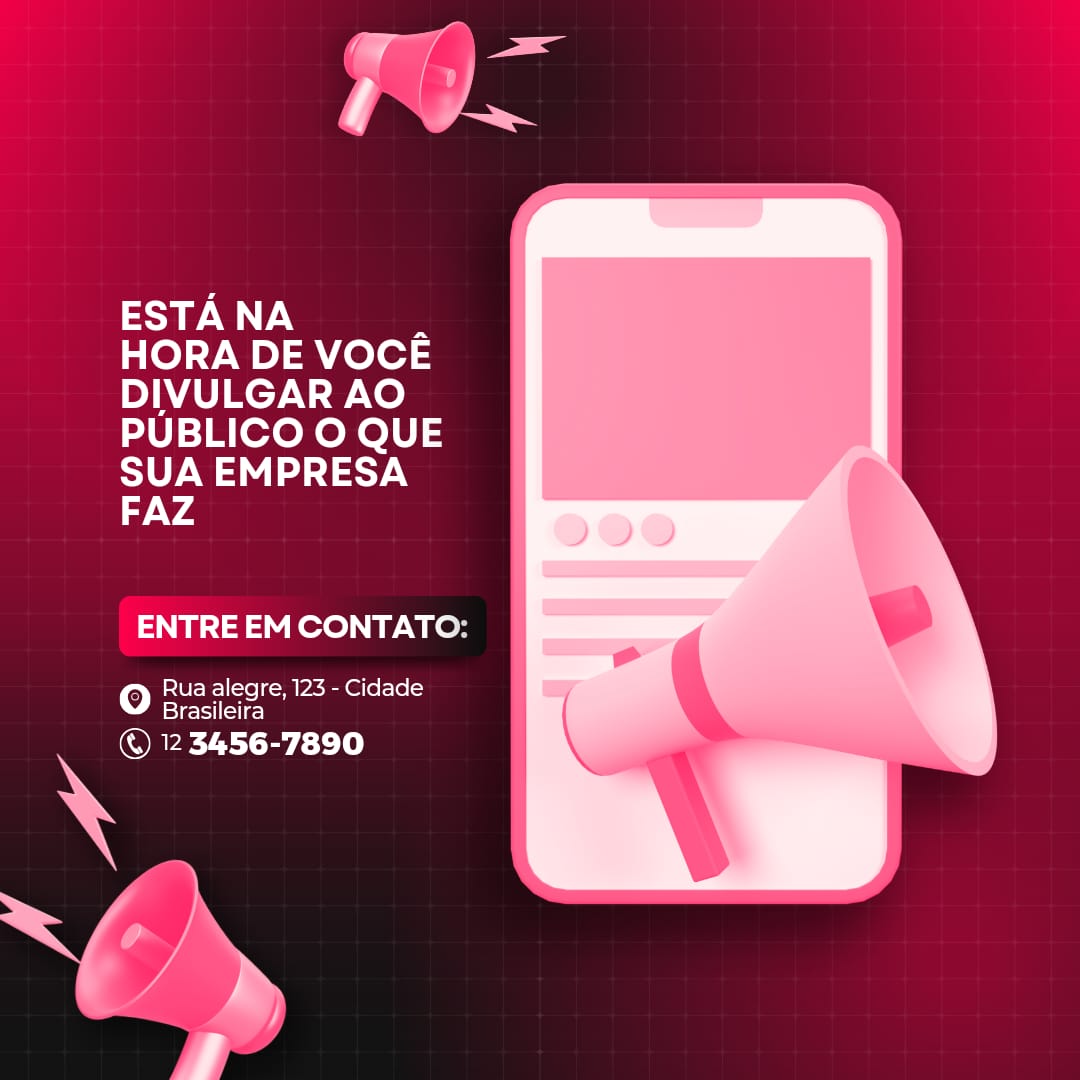 ESTÁ NA
HORA DE VOCÊ
DIVULGAR AO
PÚBLICO O QUE
SUA EMPRESA
FAZ
ENTRE EM CONTATO:
Rua alegre, 123 - Cidade
Brasileira
12 3456-7890